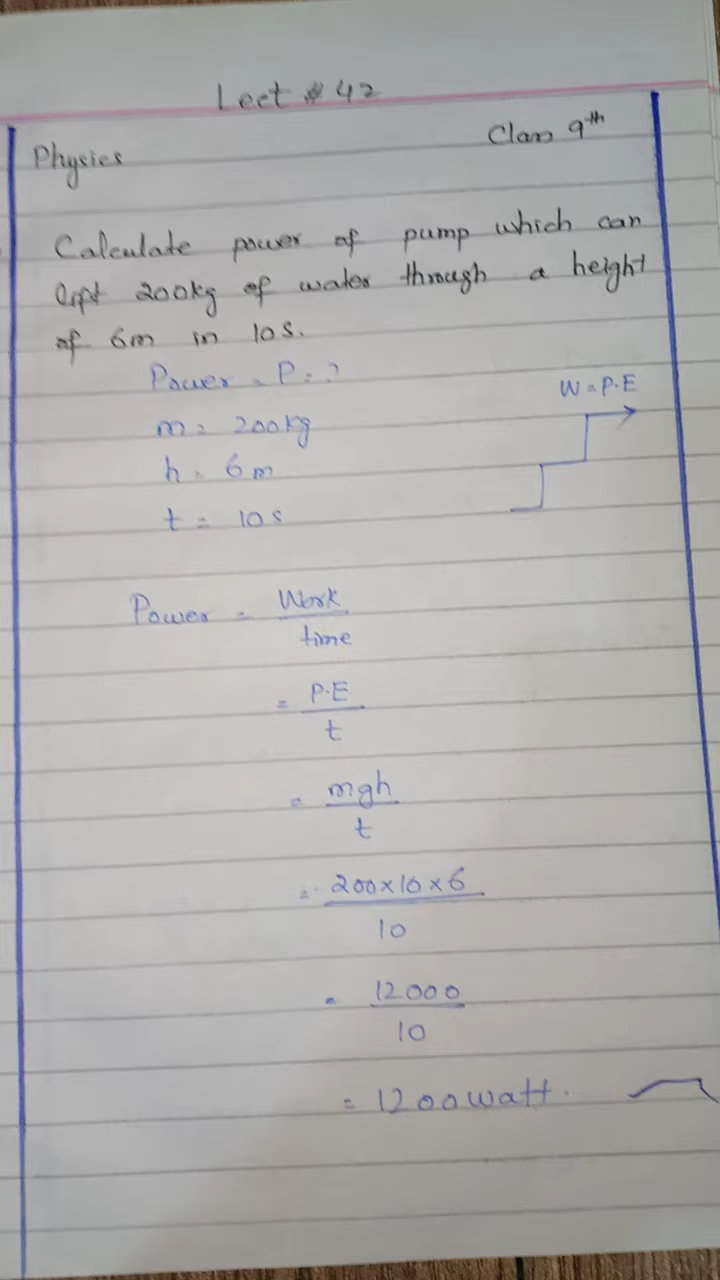 Lect # 42
Physics
Class 9th
Calculate power of pump which can
lift 200kg of water through a height
of 6m in 10s.
Power = P = ?
W = P.E
m = 200kg
h = 6m
t = 10s
Power = Work
time
= P.E
t
= mgh
t
= 200×10×6
10
= 12000
10
= 1200watt.